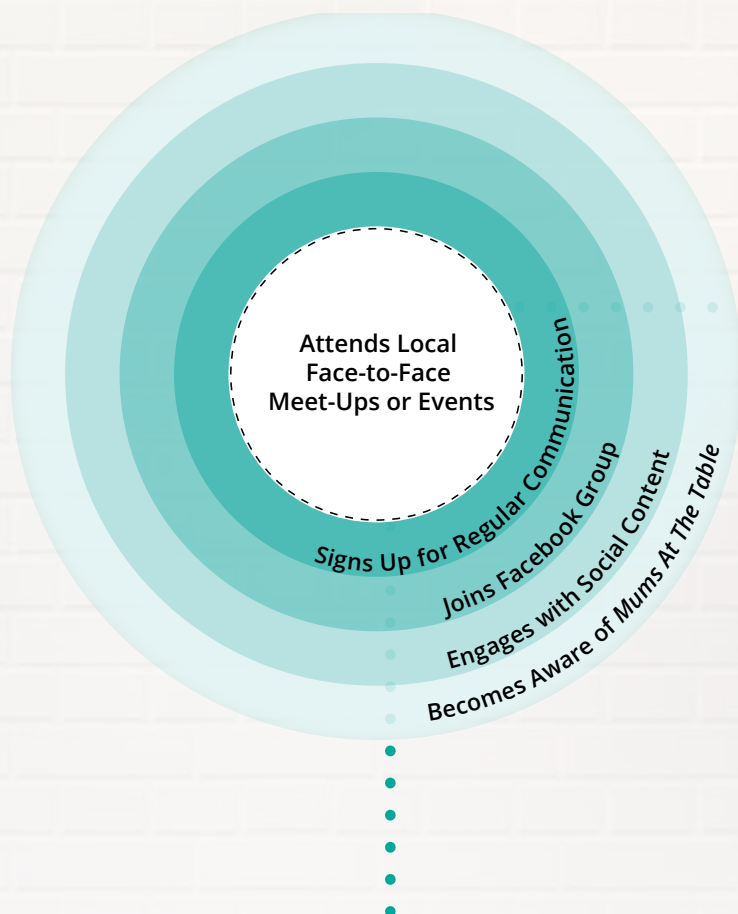 Attends Local
Face-to-Face
Meet-Ups or Events
Signs Up for Regular Communication
Joins Facebook Group
Engages with Social Content
Becomes Aware of Mums At The Table